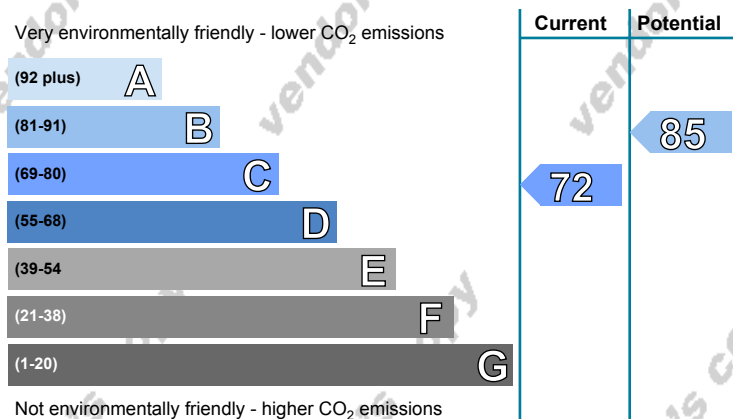 Current Potential
Very environmentally friendly - lower CO2 emissions
(92 plus) A
(81-91) B
85
(69-80) C
72
(55-68) D
(39-54 E
(21-38) F
(1-20) G
Not environmentally friendly - higher CO2 emissions